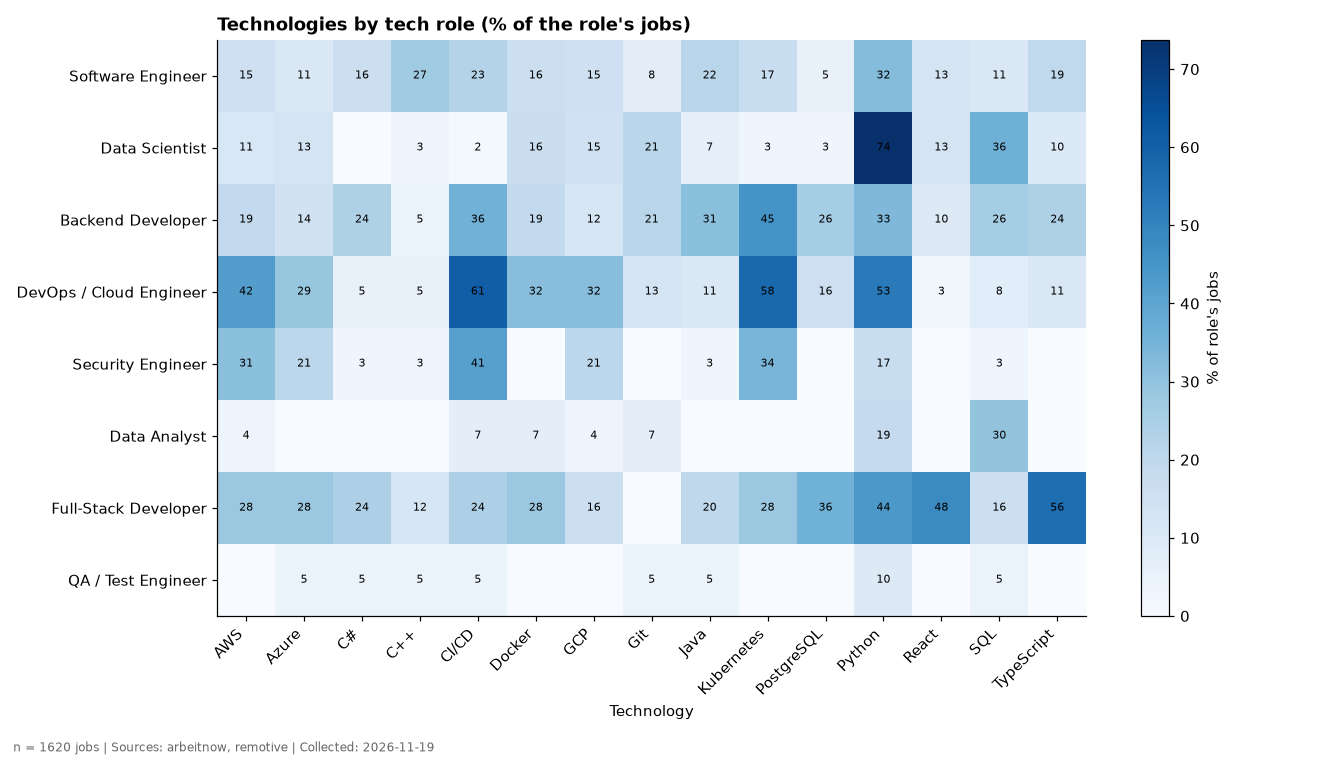 Technologies by tech role (% of the role's jobs)
Software Engineer 15 11 16 27 23 16 15 8 22 17 5 32 13 11 19
Data Scientist 11 13 3 2 16 15 21 7 3 3 74 13 36 10
Backend Developer 19 14 24 5 36 19 12 21 31 45 26 33 10 26 24
DevOps / Cloud Engineer 42 29 5 5 61 32 32 13 11 58 16 53 3 8 11
Security Engineer 31 21 3 3 41 21 3 34 17 3
Data Analyst 4 7 7 4 7 19 30
Full-Stack Developer 28 28 24 12 24 28 16 20 28 36 44 48 16 56
QA / Test Engineer 5 5 5 5 5 5 10 5
AWS Azure C# C++ CI/CD Docker GCP Git Java Kubernetes PostgreSQL Python React SQL TypeScript
Technology
70
60
50
40
30
20
10
0
% of role's jobs
n = 1620 jobs | Sources: arbeitnow, remotive | Collected: 2026-11-19